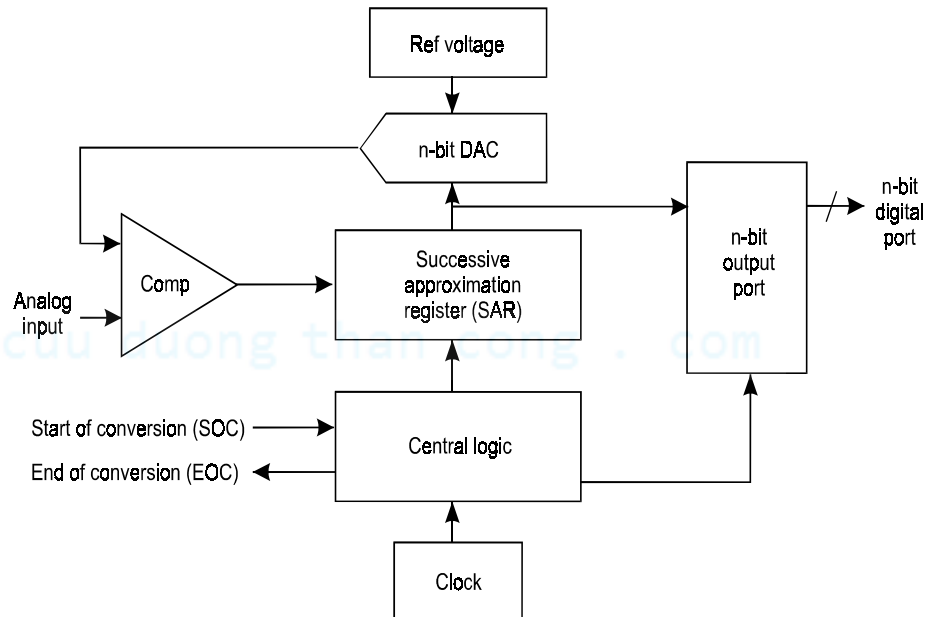 Ref voltage
n-bit DAC
n-bit
digital
port
n-bit
output
port
Successive
approximation
register (SAR)
Comp
Analog
input
cuu duong than cong . com
Start of conversion (SOC)
End of conversion (EOC)
Central logic
Clock